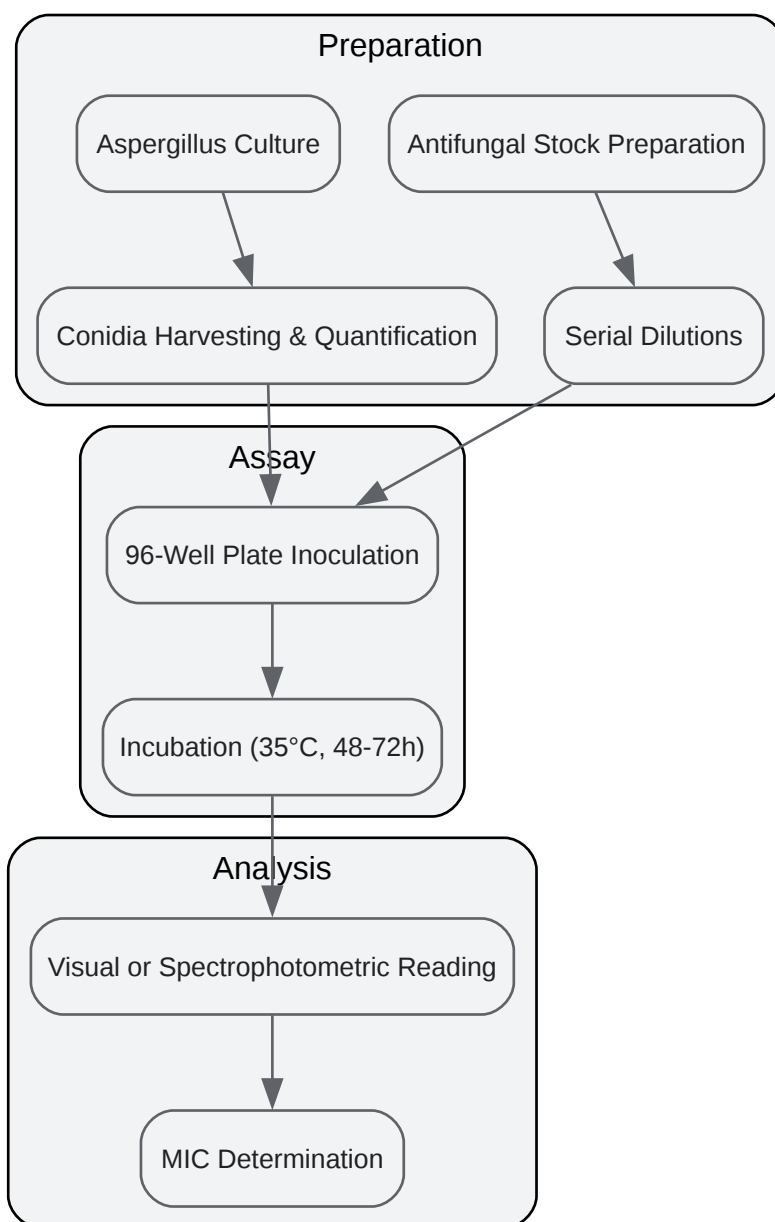 Preparation
Aspergillus Culture
Antifungal Stock Preparation
Conidia Harvesting & Quantification
Serial Dilutions
Assay
96-Well Plate Inoculation
Incubation (35°C, 48-72h)
Analysis
Visual or Spectrophotometric Reading
MIC Determination